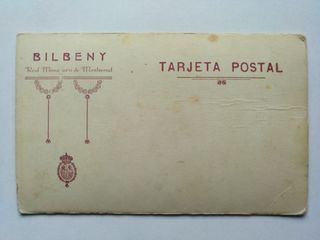 BILBENY
Real Monasterio de Montserrat
TARJETA POSTAL